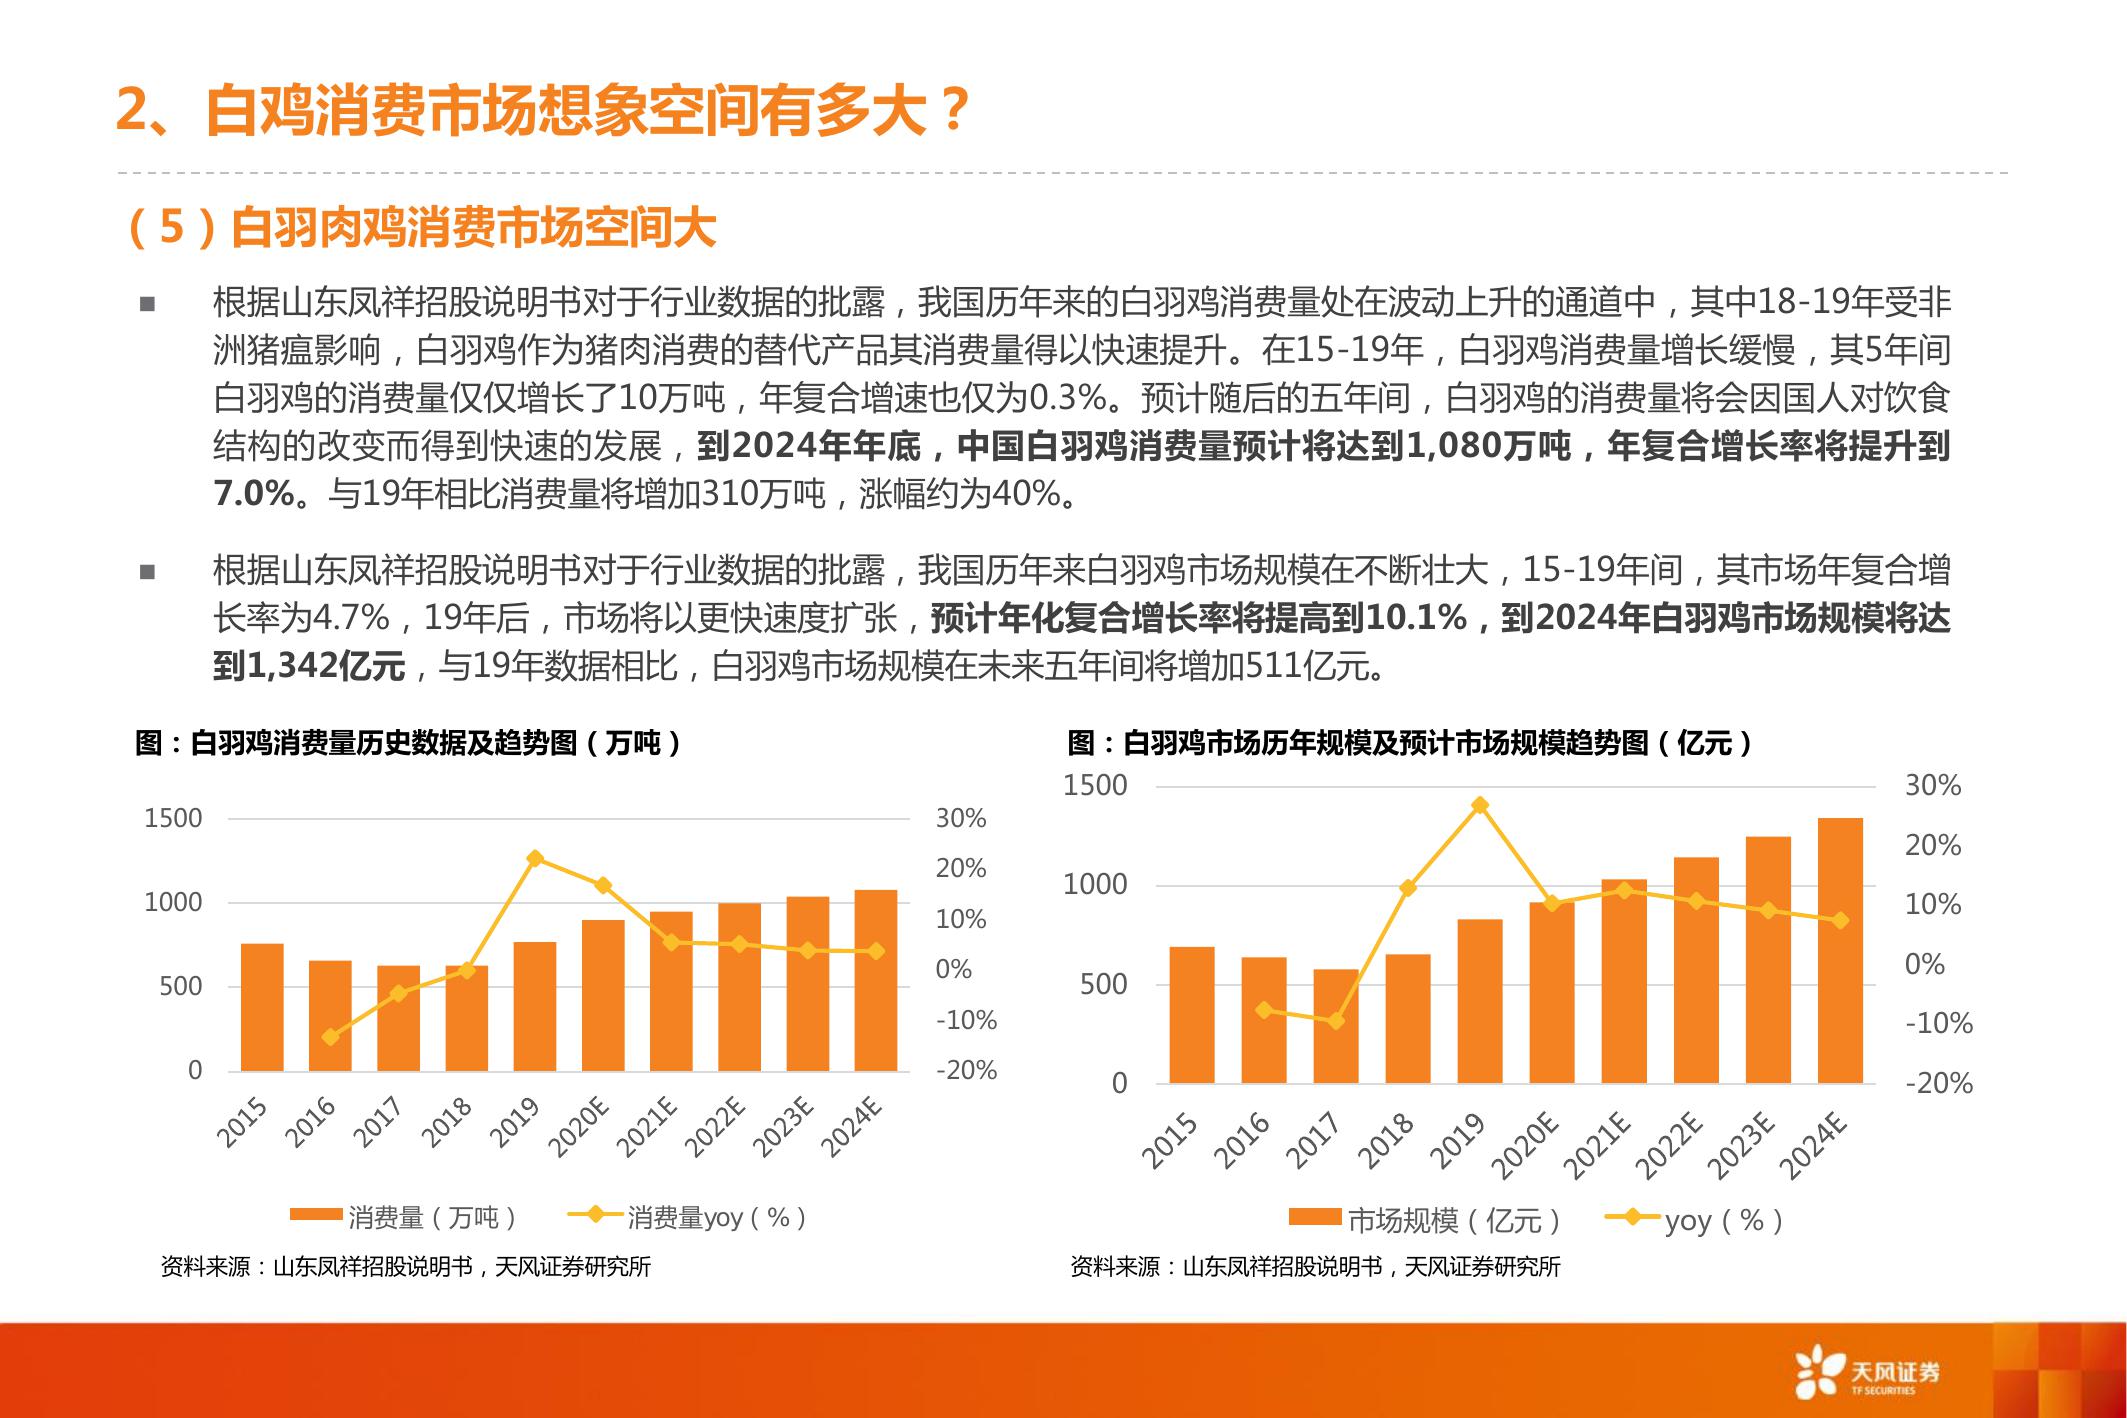 2、白鸡消费市场想象空间有多大？
（5）白羽肉鸡消费市场空间大
■ 根据山东凤祥招股说明书对于行业数据的批露，我国历年来的白羽鸡消费量处在波动上升的通道中，其中18-19年受非
洲猪瘟影响，白羽鸡作为猪肉消费的替代产品其消费量得以快速提升。在15-19年，白羽鸡消费量增长缓慢，其5年间
白羽鸡的消费量仅仅增长了10万吨，年复合增速也仅为0.3%。预计随后的五年间，白羽鸡的消费量将会因国人对饮食
结构的改变而得到快速的发展，到2024年年底，中国白羽鸡消费量预计将达到1,080万吨，年复合增长率将提升到
7.0%。与19年相比消费量将增加310万吨，涨幅约为40%。
■ 根据山东凤祥招股说明书对于行业数据的批露，我国历年来白羽鸡市场规模在不断壮大，15-19年间，其市场年复合增
长率为4.7%，19年后，市场将以更快速度扩张，预计年化复合增长率将提高到10.1%，到2024年白羽鸡市场规模将达
到1,342亿元，与19年数据相比，白羽鸡市场规模在未来五年间将增加511亿元。
图：白羽鸡消费量历史数据及趋势图（万吨）
1500
1000
500
0
30%
20%
10%
0%
-10%
-20%
2015
2016
2017
2018
2019
2020E
2021E
2022E
2023E
2024E
消费量（万吨）
消费量yoy（%）
资料来源：山东凤祥招股说明书，天风证券研究所
图：白羽鸡市场历年规模及预计市场规模趋势图（亿元）
1500
1000
500
0
30%
20%
10%
0%
-10%
-20%
2015
2016
2017
2018
2019
2020E
2021E
2022E
2023E
2024E
市场规模（亿元）
yoy（%）
资料来源：山东凤祥招股说明书，天风证券研究所
天风证券
TF SECURITIES